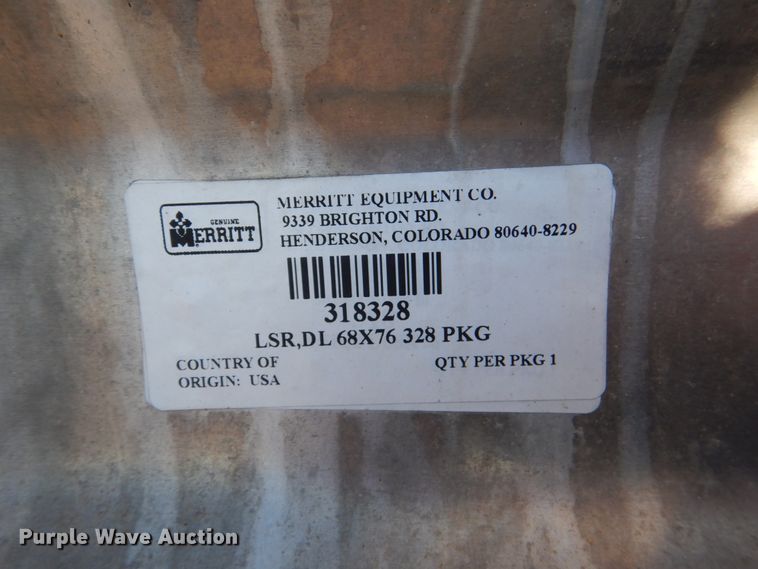 GENUINE
MERRITT
MERRITT EQUIPMENT CO.
9339 BRIGHTON RD.
HENDERSON, COLORADO 80640-8229
318328
LSR,DL 68X76 328 PKG
COUNTRY OF
ORIGIN: USA
QTY PER PKG 1
Purple Wave Auction